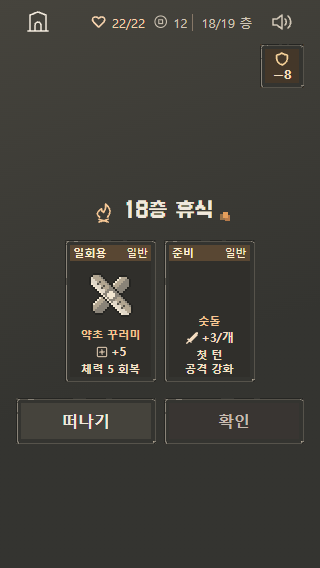 22/22 12 18/19 층
-8
18층 휴식
일회용 일반
약초 꾸러미
+5
체력 5 회복
준비 일반
숫돌
+3/개
첫 턴
공격 강화
떠나기
확인